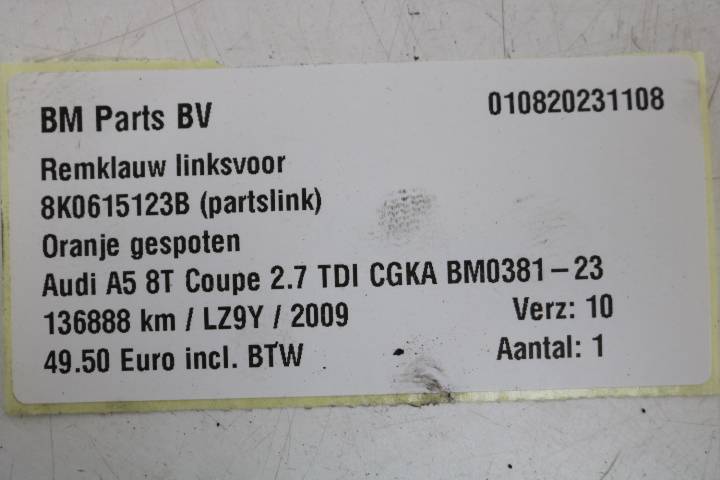 BM Parts BV 010820231108
Remklauw linksvoor
8K0615123B (partslink)
Oranje gespoten
Audi A5 8T Coupe 2.7 TDI CGKA BM0381-23
136888 km / LZ9Y / 2009 Verz: 10
49.50 Euro incl. BTW Aantal: 1